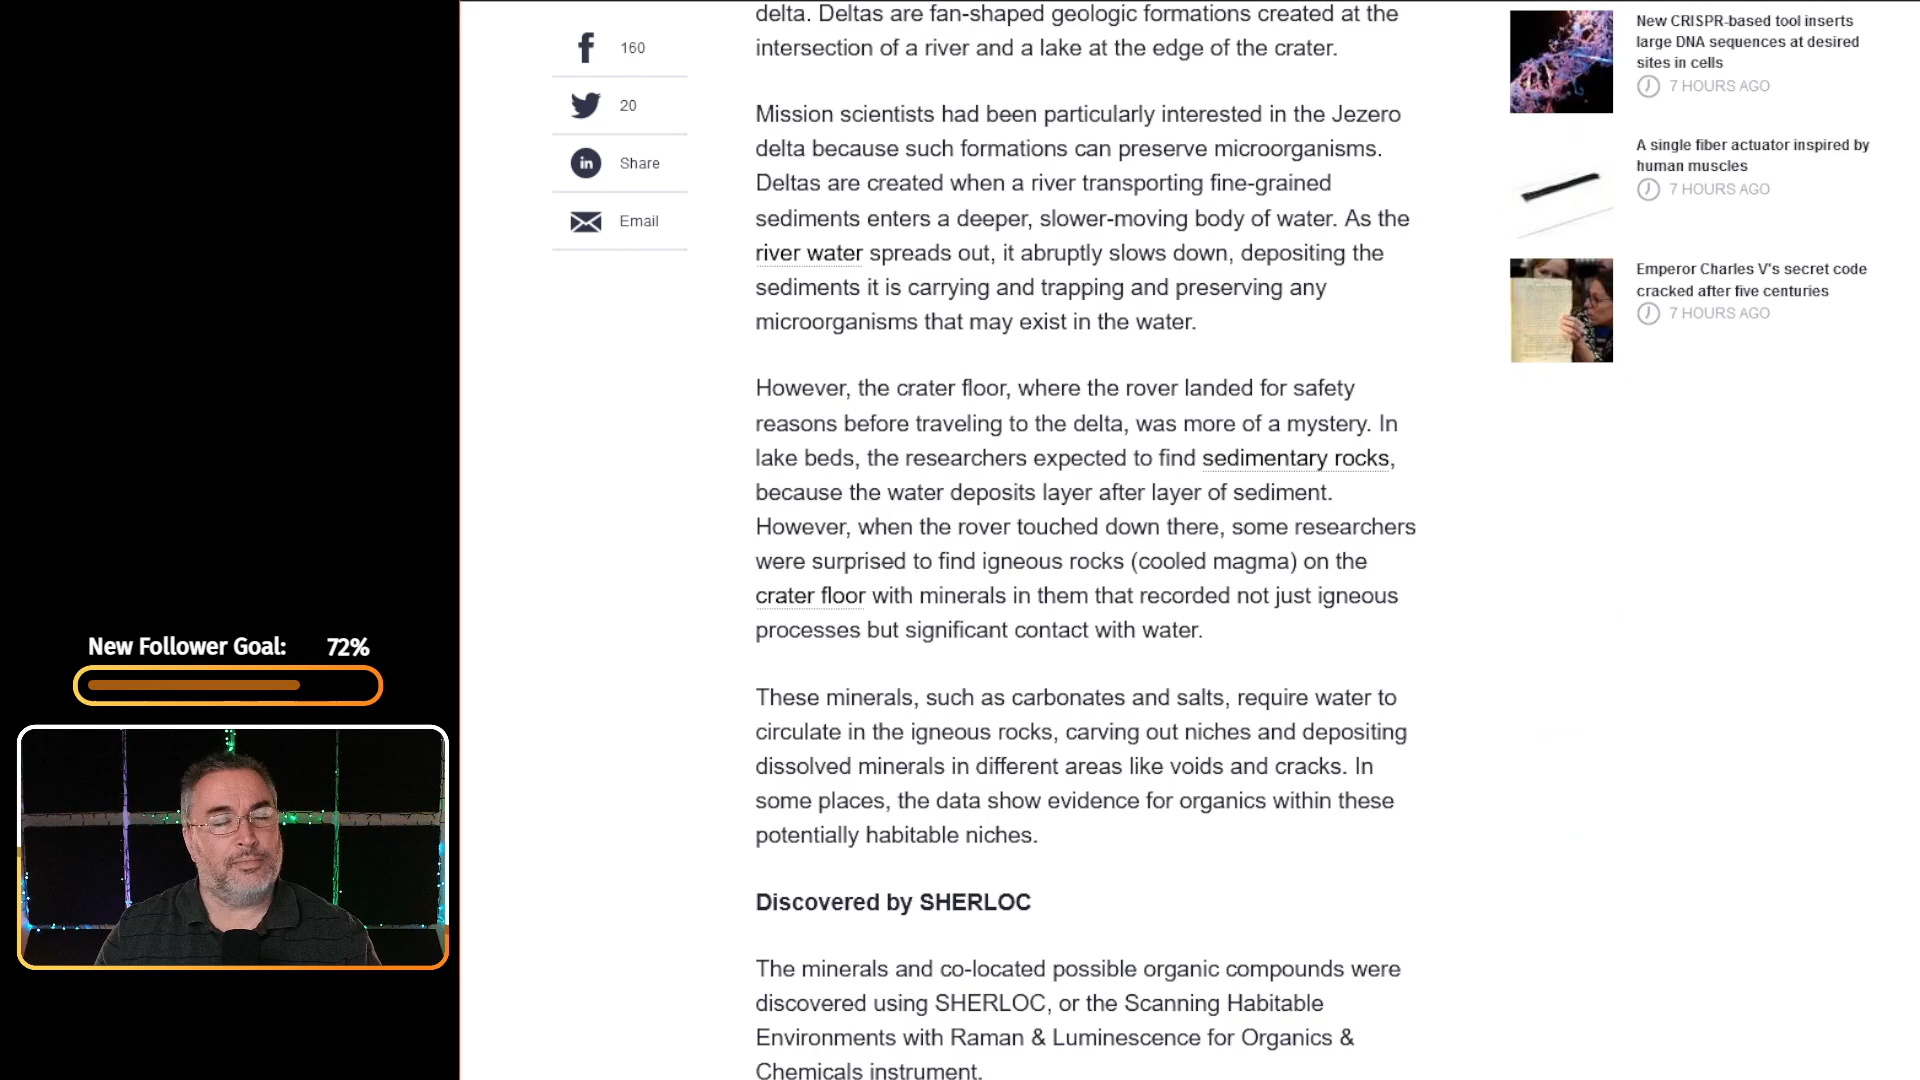 delta. Deltas are fan-shaped geologic formations created at the
intersection of a river and a lake at the edge of the crater.
160
20
Share
Email
Mission scientists had been particularly interested in the Jezero
delta because such formations can preserve microorganisms.
Deltas are created when a river transporting fine-grained
sediments enters a deeper, slower-moving body of water. As the
river water spreads out, it abruptly slows down, depositing the
sediments it is carrying and trapping and preserving any
microorganisms that may exist in the water.
However, the crater floor, where the rover landed for safety
reasons before traveling to the delta, was more of a mystery. In
lake beds, the researchers expected to find sedimentary rocks,
because the water deposits layer after layer of sediment.
However, when the rover touched down there, some researchers
were surprised to find igneous rocks (cooled magma) on the
crater floor with minerals in them that recorded not just igneous
processes but significant contact with water.
These minerals, such as carbonates and salts, require water to
circulate in the igneous rocks, carving out niches and depositing
dissolved minerals in different areas like voids and cracks. In
some places, the data show evidence for organics within these
potentially habitable niches.
Discovered by SHERLOC
The minerals and co-located possible organic compounds were
discovered using SHERLOC, or the Scanning Habitable
Environments with Raman & Luminescence for Organics &
Chemicals instrument.
New CRISPR-based tool inserts
large DNA sequences at desired
sites in cells
7 HOURS AGO
A single fiber actuator inspired by
human muscles
7 HOURS AGO
Emperor Charles V's secret code
cracked after five centuries
7 HOURS AGO
New Follower Goal: 72%